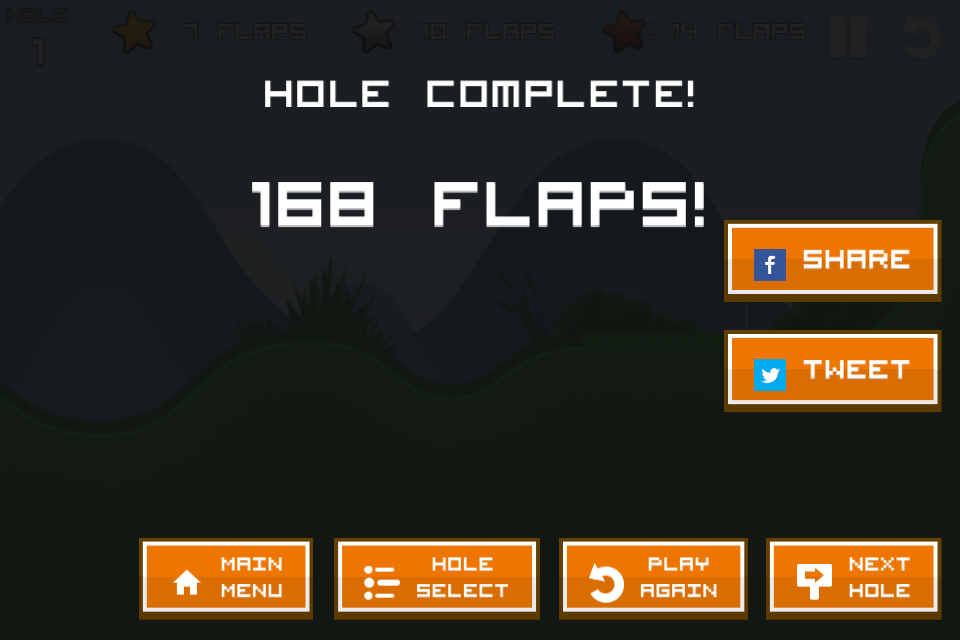 HOLE
1
: 7 FLAPS
: 10 FLAPS
: 14 FLAPS
HOLE COMPLETE!
168 FLAPS!
SHARE
TWEET
MAIN
MENU
HOLE
SELECT
PLAY
AGAIN
NEXT
HOLE